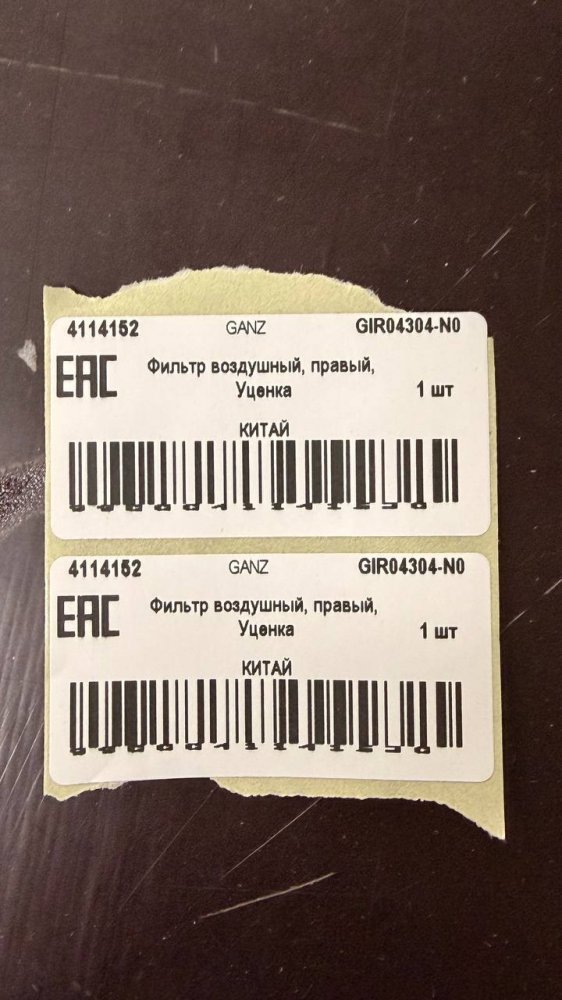 4114152 GANZ GIR04304-N0
EAC Фильтр воздушный, правый,
Уценка 1 шт
КИТАЙ
4114152 GANZ GIR04304-N0
EAC Фильтр воздушный, правый,
Уценка 1 шт
КИТАЙ